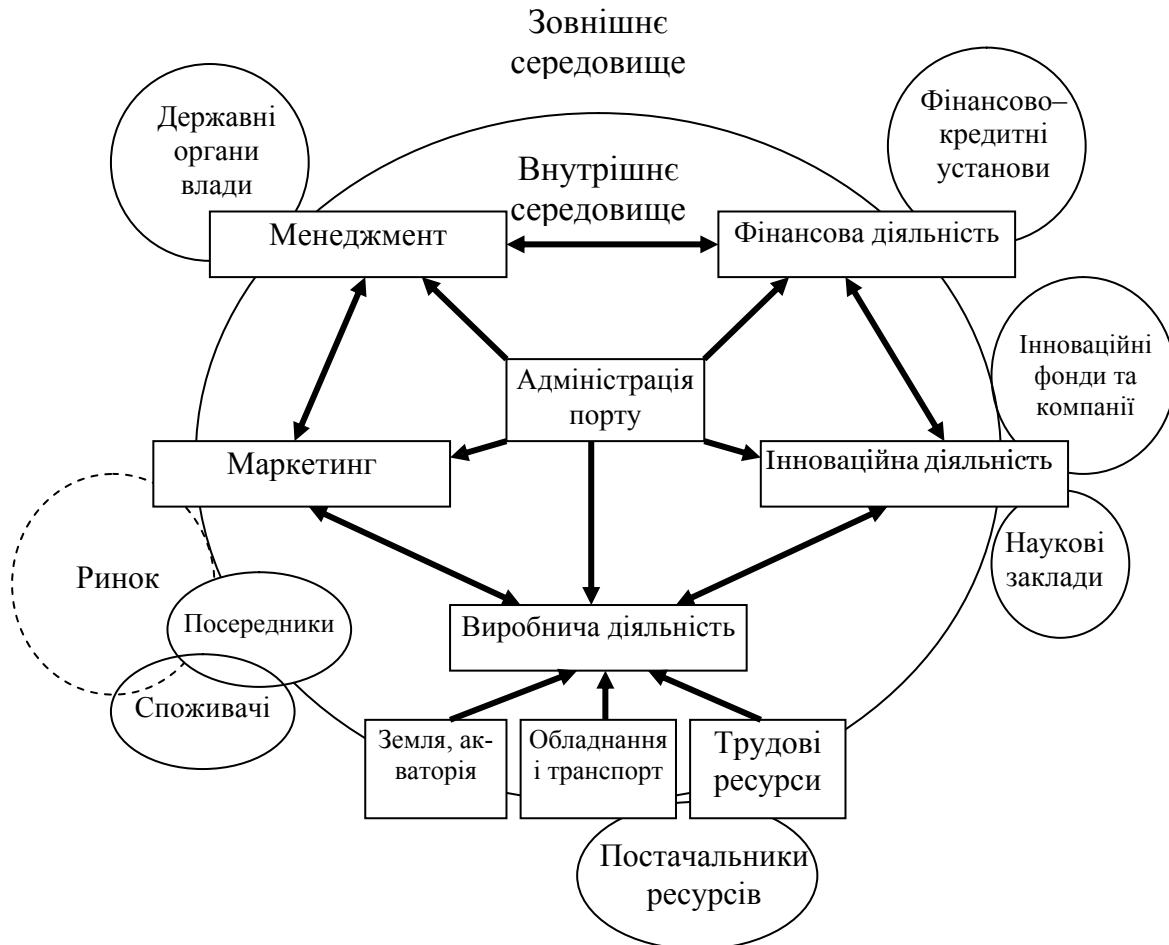 Зовнішнє
середовище
Державні
органи
влади
Фінансово–
кредитні
установи
Внутрішнє
середовище
Менеджмент
Фінансова діяльність
Інноваційні
фонди та
компанії
Адміністрація
порту
Маркетинг
Інноваційна діяльність
Наукові
заклади
Ринок
Посередники
Виробнича діяльність
Споживачі
Земля, ак-
ваторія
Обладнання
і транспорт
Трудові
ресурси
Постачальники
ресурсів